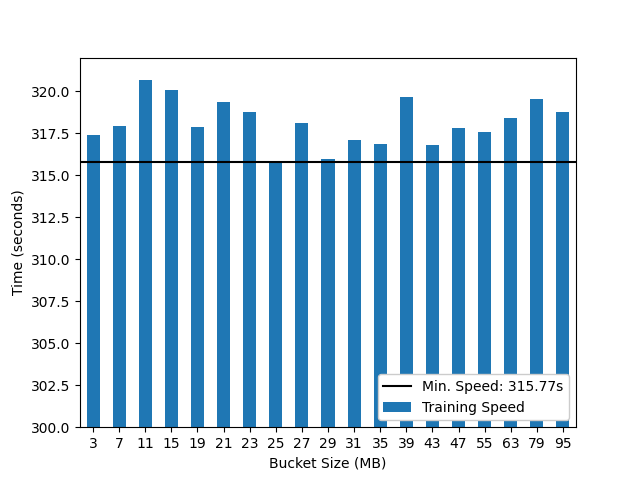 320.0
317.5
315.0
312.5
310.0
307.5
305.0
302.5
300.0
Time (seconds)
Min. Speed: 315.77s
Training Speed
3 7 11 15 19 21 23 25 27 29 31 35 39 43 47 55 63 79 95
Bucket Size (MB)